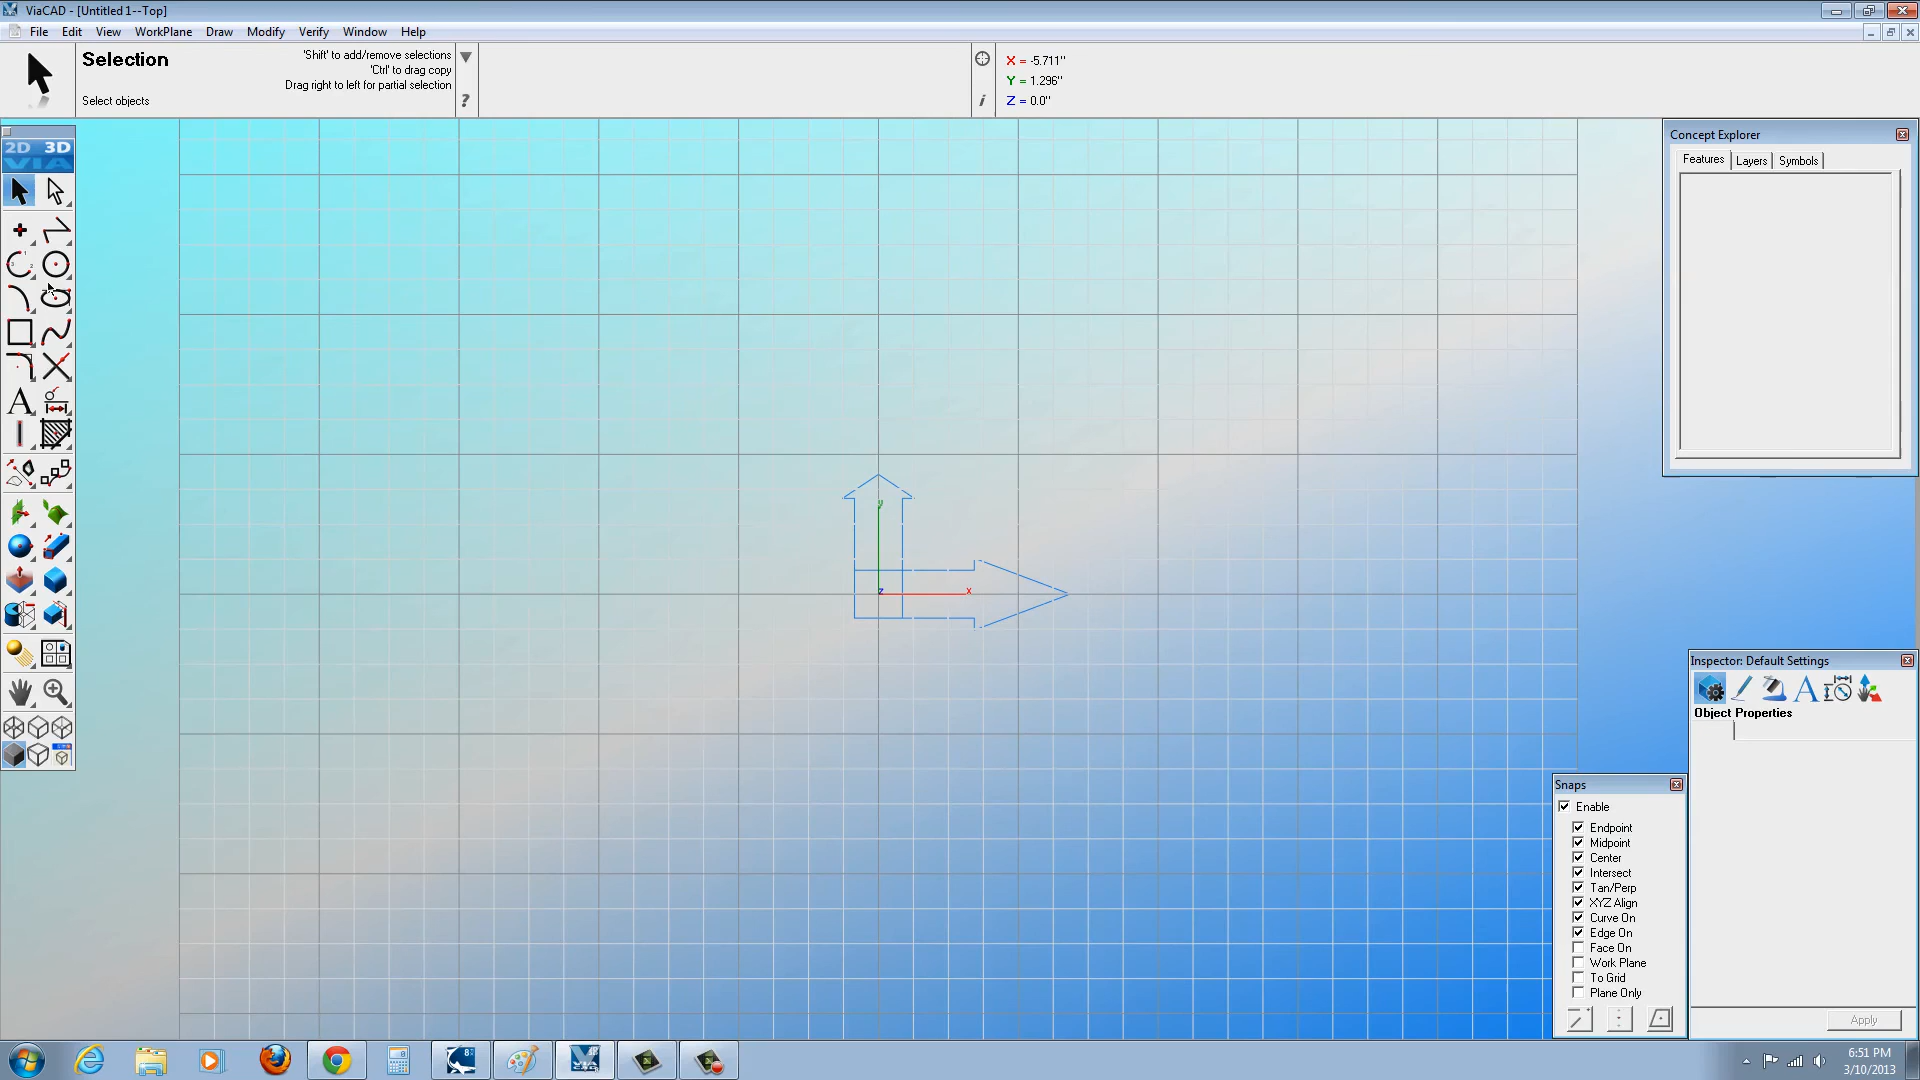 ViaCAD - [Untitled 1--Top]
File Edit View WorkPlane Draw Modify Verify Window Help
Selection
'Shift' to add/remove selections
'Ctrl' to drag copy
Drag right to left for partial selection
Select objects
?
i
X = -5.711"
Y = 1.296"
Z = 0.0"
2D 3D
VIA
A
y
z
x
Concept Explorer
Features Layers Symbols
Inspector: Default Settings
A
Object Properties
Apply
Snaps
Enable
Endpoint
Midpoint
Center
Intersect
Tan/Perp
XYZ Align
Curve On
Edge On
Face On
Work Plane
To Grid
Plane Only
6:51 PM
3/10/2013